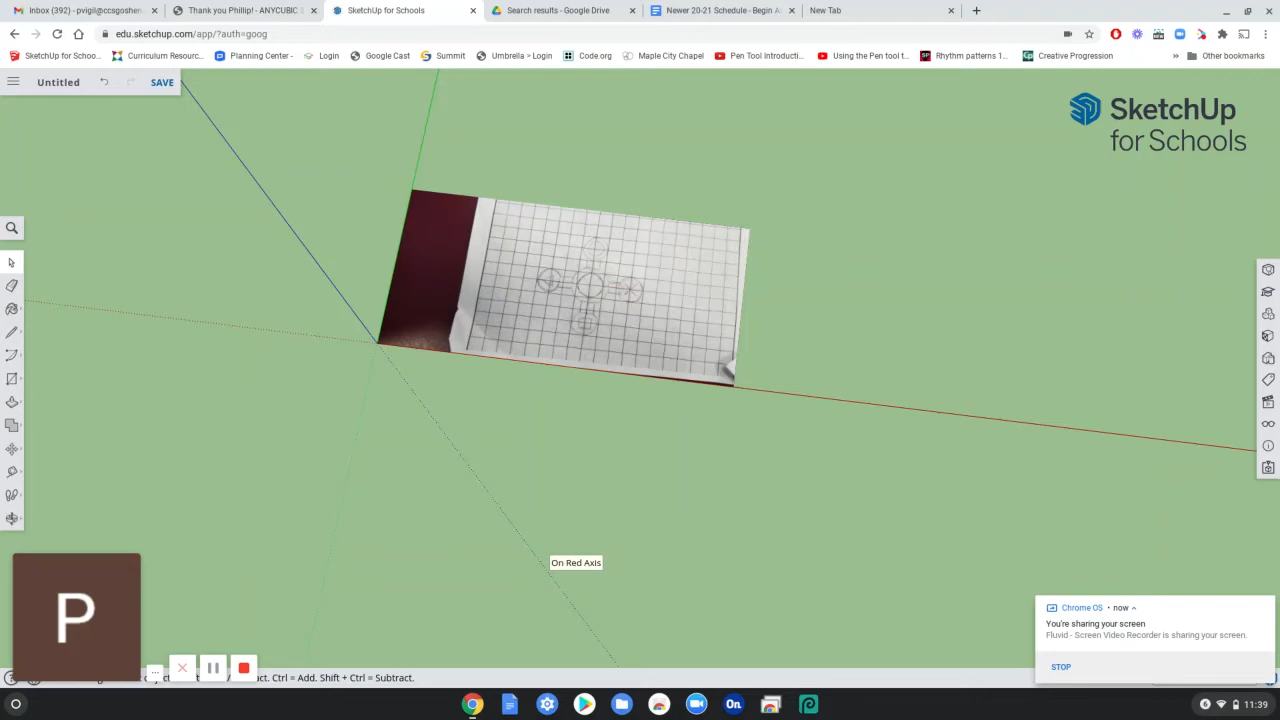 Inbox (392) - pvigil@ccsgoshen
Thank you Phillip! - ANYCUBIC 3
SketchUp for Schools
Search results - Google Drive
Newer 20-21 Schedule - Begin A
New Tab
edu.sketchup.com/app/?auth=goog
SketchUp for Schoo...
Curriculum Resourc...
Planning Center -
Login
Google Cast
Summit
Umbrella > Login
Code.org
Maple City Chapel
Pen Tool Introducti...
Using the Pen tool t...
Rhythm patterns 1...
Creative Progression
Other bookmarks
Untitled
SAVE
SketchUp
for Schools
On Red Axis
P
Chrome OS • now
You're sharing your screen
Fluvid - Screen Video Recorder is sharing your screen.
STOP
Ctrl = Add. Shift + Ctrl = Subtract.
On
6
11:39